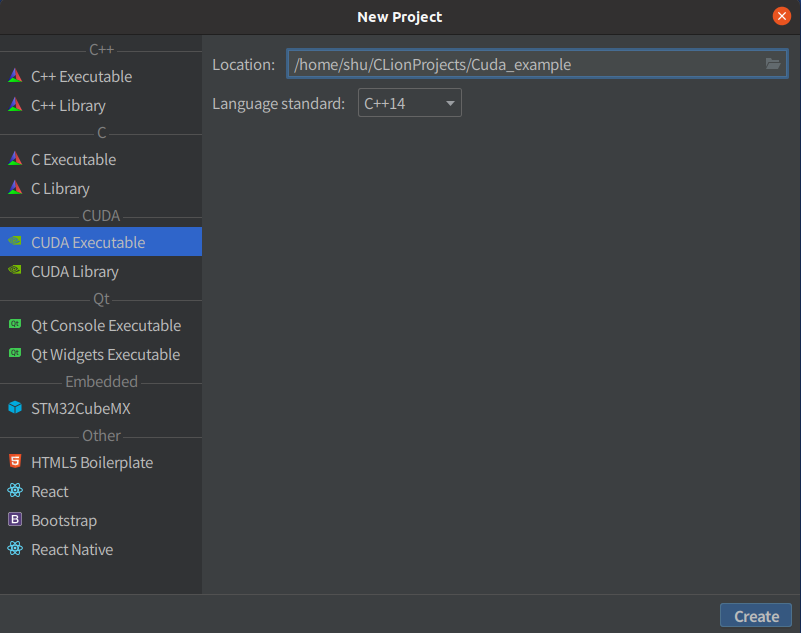 New Project
C++
C++ Executable
C++ Library
C
C Executable
C Library
CUDA
CUDA Executable
CUDA Library
Qt
Qt Console Executable
Qt Widgets Executable
Embedded
STM32CubeMX
Other
HTML5 Boilerplate
React
Bootstrap
React Native
Location: /home/shu/CLionProjects/Cuda_example
Language standard: C++14
Create